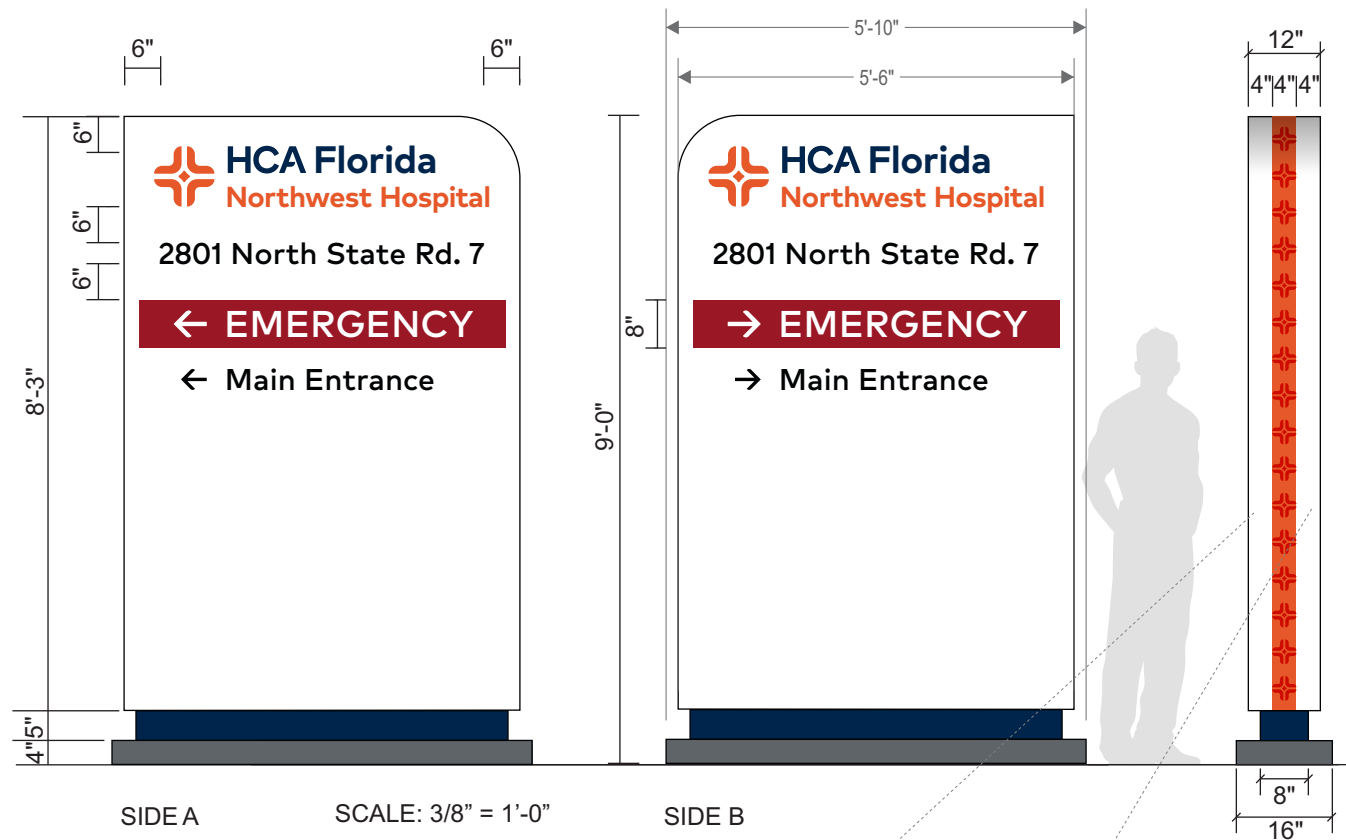 6"
6"
5'-10"
5'-6"
12"
4" 4" 4"
6"
6"
6"
8'-3"
5"
4"
HCA Florida
Northwest Hospital
2801 North State Rd. 7
← EMERGENCY
← Main Entrance
8"
9'-0"
HCA Florida
Northwest Hospital
2801 North State Rd. 7
→ EMERGENCY
→ Main Entrance
8"
16"
SIDE A
SCALE: 3/8” = 1’-0”
SIDE B